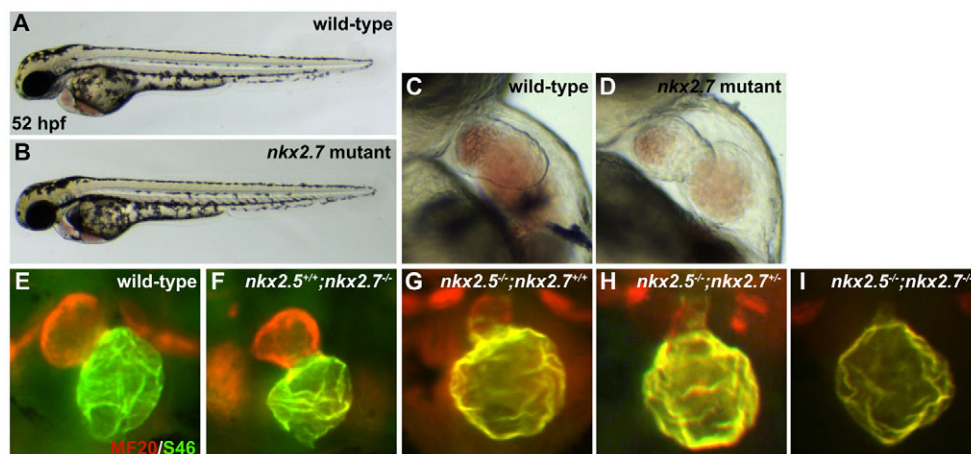 A wild-type
52 hpf
B nkx2.7 mutant
C wild-type
D nkx2.7 mutant
E wild-type
MF20/S46
F nkx2.5+/+;nkx2.7-/-
G nkx2.5-/-;nkx2.7+/+
H nkx2.5-/-;nkx2.7+/-
I nkx2.5-/-;nkx2.7-/-